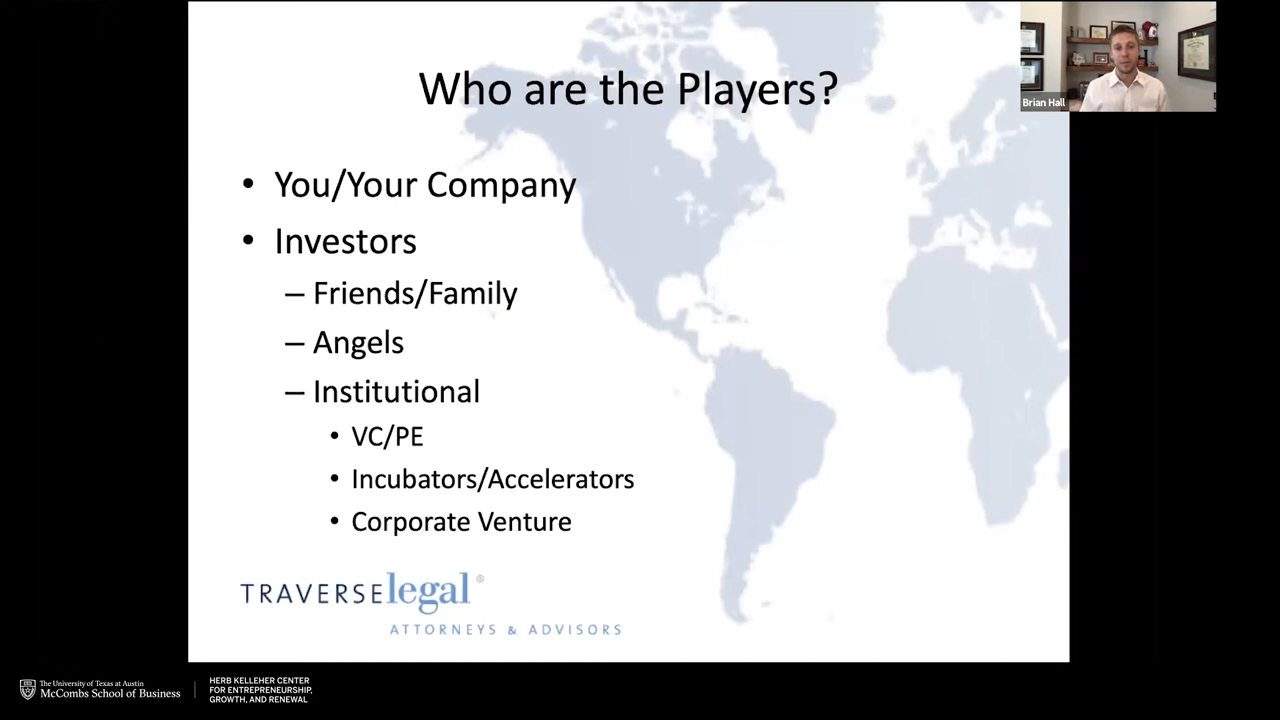 Who are the Players?
• You/Your Company
• Investors
– Friends/Family
– Angels
– Institutional
• VC/PE
• Incubators/Accelerators
• Corporate Venture
TRAVERSE legal ®
ATTORNEYS & ADVISORS
Brian Hall
The University of Texas at Austin
McCombs School of Business
HERB KELLEHER CENTER
FOR ENTREPRENEURSHIP,
GROWTH, AND RENEWAL